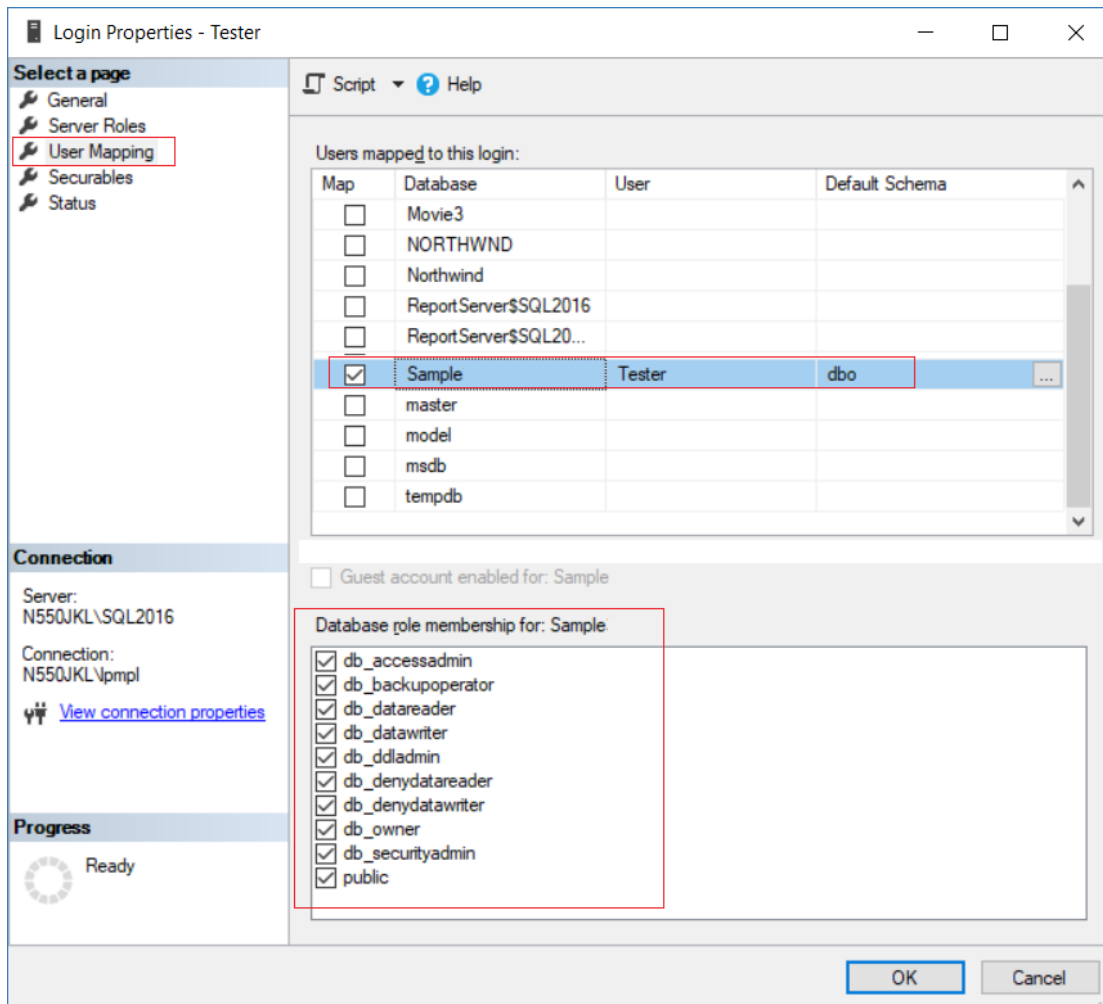 Login Properties - Tester
Select a page
General
Server Roles
User Mapping
Securables
Status
Script Help
Users mapped to this login:
Map Database User Default Schema
Movie3
NORTHWND
Northwind
ReportServer$SQL2016
ReportServer$SQL20...
Sample Tester dbo ...
master
model
msdb
tempdb
Connection
Server:
N550JKL\SQL2016
Connection:
N550JKL\lpmpl
View connection properties
Guest account enabled for: Sample
Database role membership for: Sample
db_accessadmin
db_backupoperator
db_datareader
db_datawriter
db_ddladmin
db_denydatareader
db_denydatawriter
db_owner
db_securityadmin
public
Progress
Ready
OK Cancel